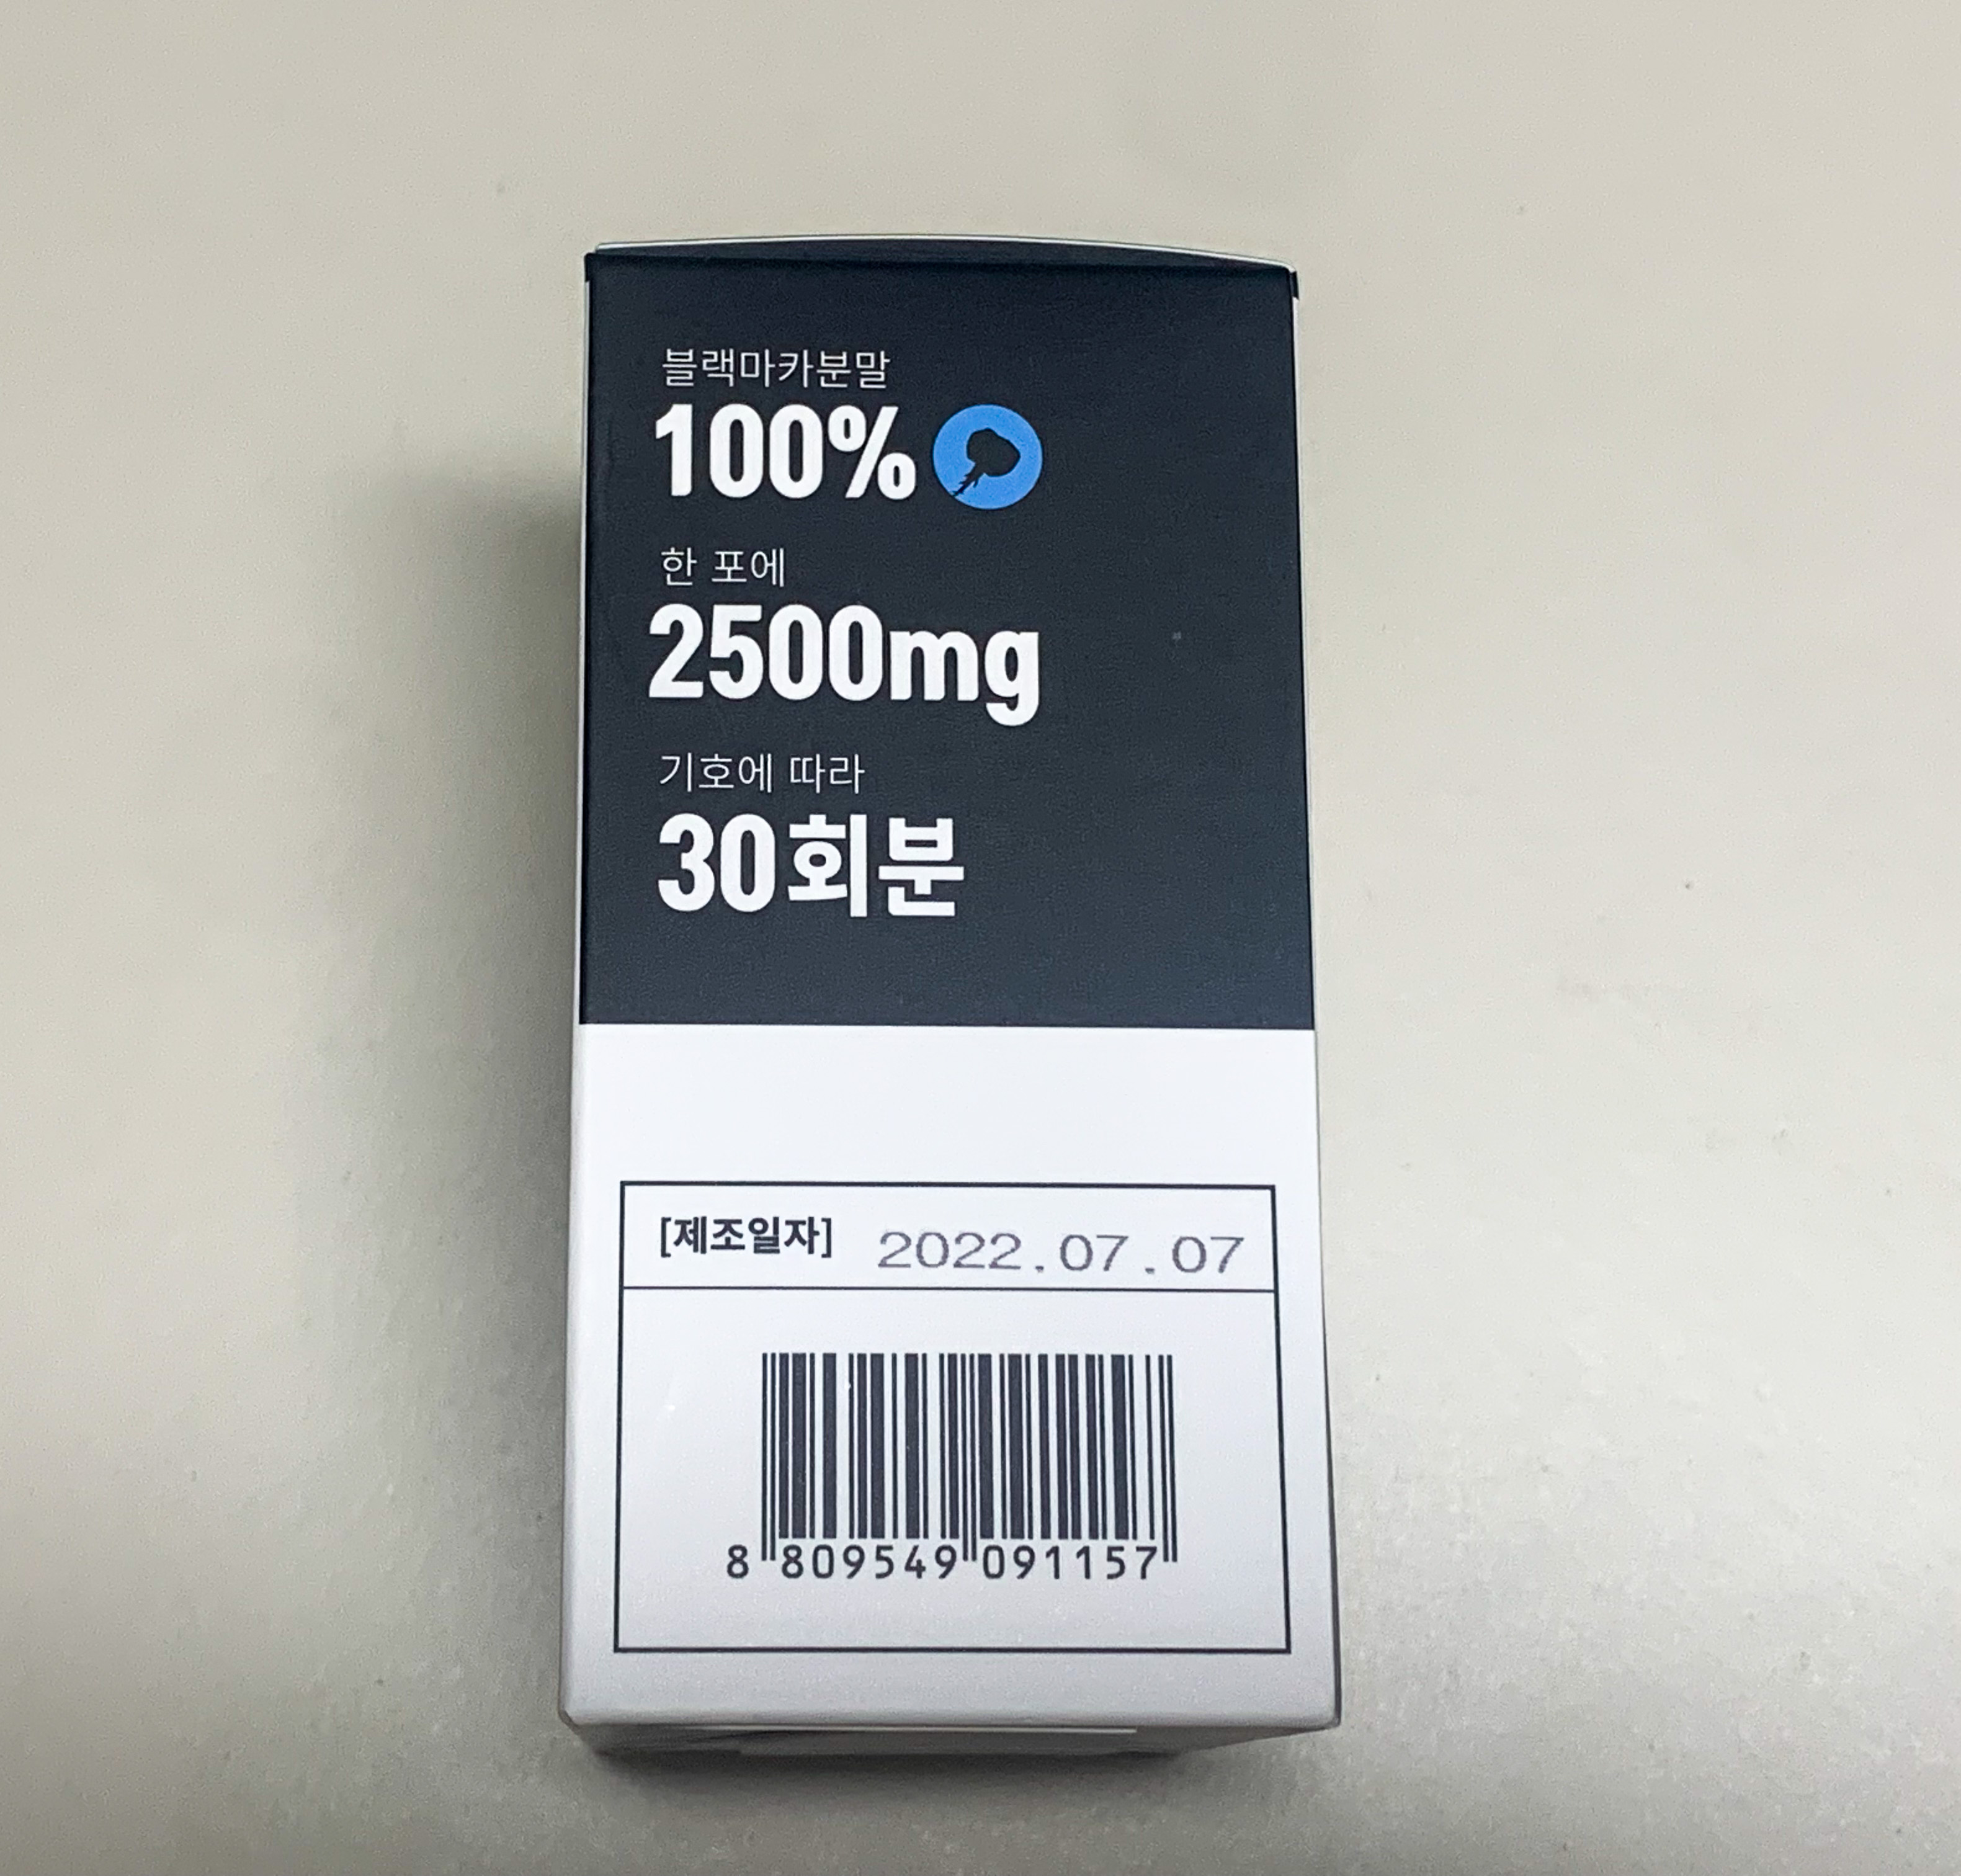 블랙마카분말
100%
한 포에
2500mg
기호에 따라
30회분
[제조일자] 2022.07.07
8 809549 091157